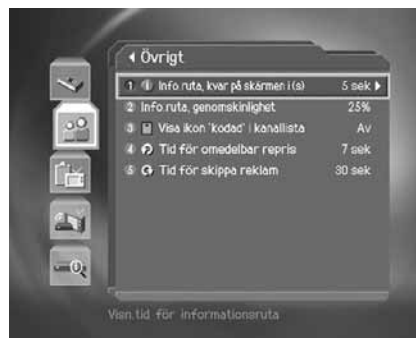 Övrigt
1 Info ruta, kvar på skärmen i (s) 5 sek
2 Info ruta, genomskinlighet 25%
3 Visa ikon 'kodad' i kanallista Av
4 Tid för omedelbar repris 7 sek
5 Tid för skippa reklam 30 sek
Visn.tid för informationsruta